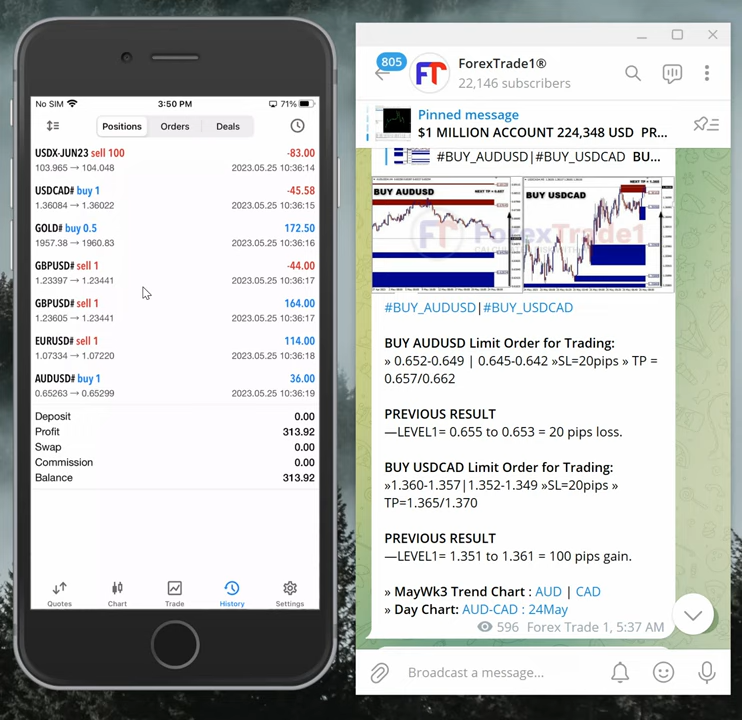 No SIM
3:50 PM
71%
Positions
Orders
Deals
USDX-JUN23 sell 100
-83.00
103.965 → 104.048
2023.05.25 10:36:14
USDCAD# buy 1
-45.58
1.36084 → 1.36022
2023.05.25 10:36:15
GOLD# buy 0.5
172.50
1957.38 → 1960.83
2023.05.25 10:36:16
GBPUSD# sell 1
-44.00
1.23397 → 1.23441
2023.05.25 10:36:17
GBPUSD# sell 1
164.00
1.23605 → 1.23441
2023.05.25 10:36:17
EURUSD# sell 1
114.00
1.07334 → 1.07220
2023.05.25 10:36:18
AUDUSD# buy 1
36.00
0.65263 → 0.65299
2023.05.25 10:36:19
Deposit
0.00
Profit
313.92
Swap
0.00
Commission
0.00
Balance
313.92
Quotes
Chart
Trade
History
Settings
805
FT
ForexTrade1®
22,146 subscribers
Pinned message
$1 MILLION ACCOUNT 224,348 USD PR...
#BUY_AUDUSD|#BUY_USDCAD BU...
BUY AUDUSD
BUY USDCAD
ForexTrade1
#BUY_AUDUSD|#BUY_USDCAD
BUY AUDUSD Limit Order for Trading:
» 0.652-0.649 | 0.645-0.642 »SL=20pips » TP =
0.657/0.662
PREVIOUS RESULT
—LEVEL1= 0.655 to 0.653 = 20 pips loss.
BUY USDCAD Limit Order for Trading:
»1.360-1.357|1.352-1.349 »SL=20pips »
TP=1.365/1.370
PREVIOUS RESULT
—LEVEL1= 1.351 to 1.361 = 100 pips gain.
» MayWk3 Trend Chart : AUD | CAD
» Day Chart: AUD-CAD : 24May
596 Forex Trade 1, 5:37 AM
Broadcast a message...